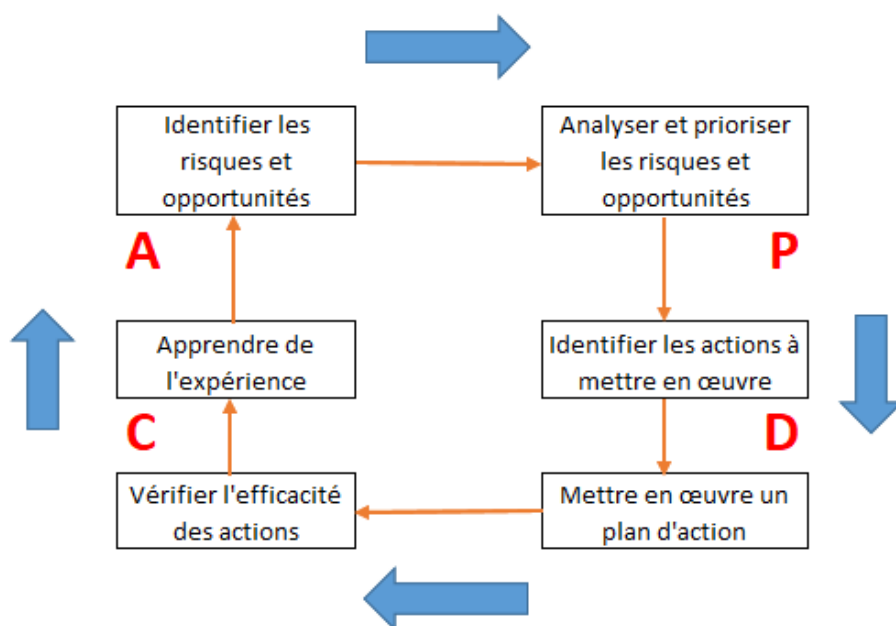 Identifier les
risques et
opportunités
Analyser et prioriser
les risques et
opportunités
A
P
Apprendre de
l'expérience
Identifier les actions à
mettre en œuvre
C
D
Vérifier l'efficacité
des actions
Mettre en œuvre un
plan d'action